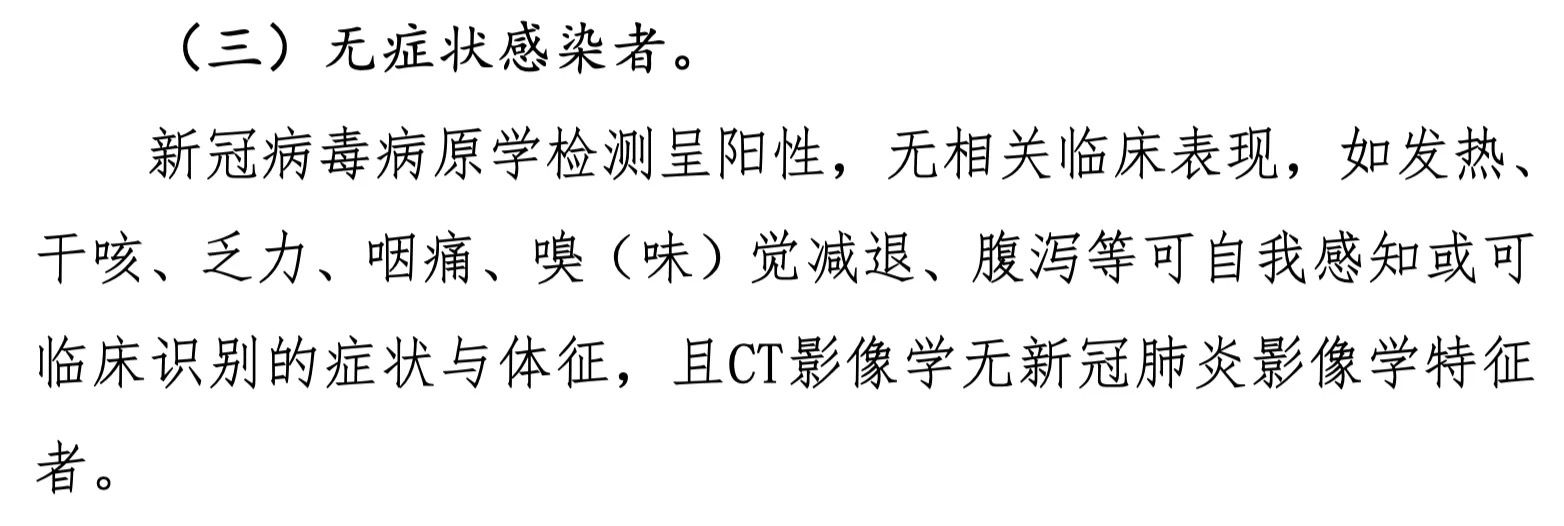 （三）无症状感染者。
新冠病毒病原学检测呈阳性，无相关临床表现，如发热、
干咳、乏力、咽痛、嗅（味）觉减退、腹泻等可自我感知或可
临床识别的症状与体征，且CT影像学无新冠肺炎影像学特征
者。